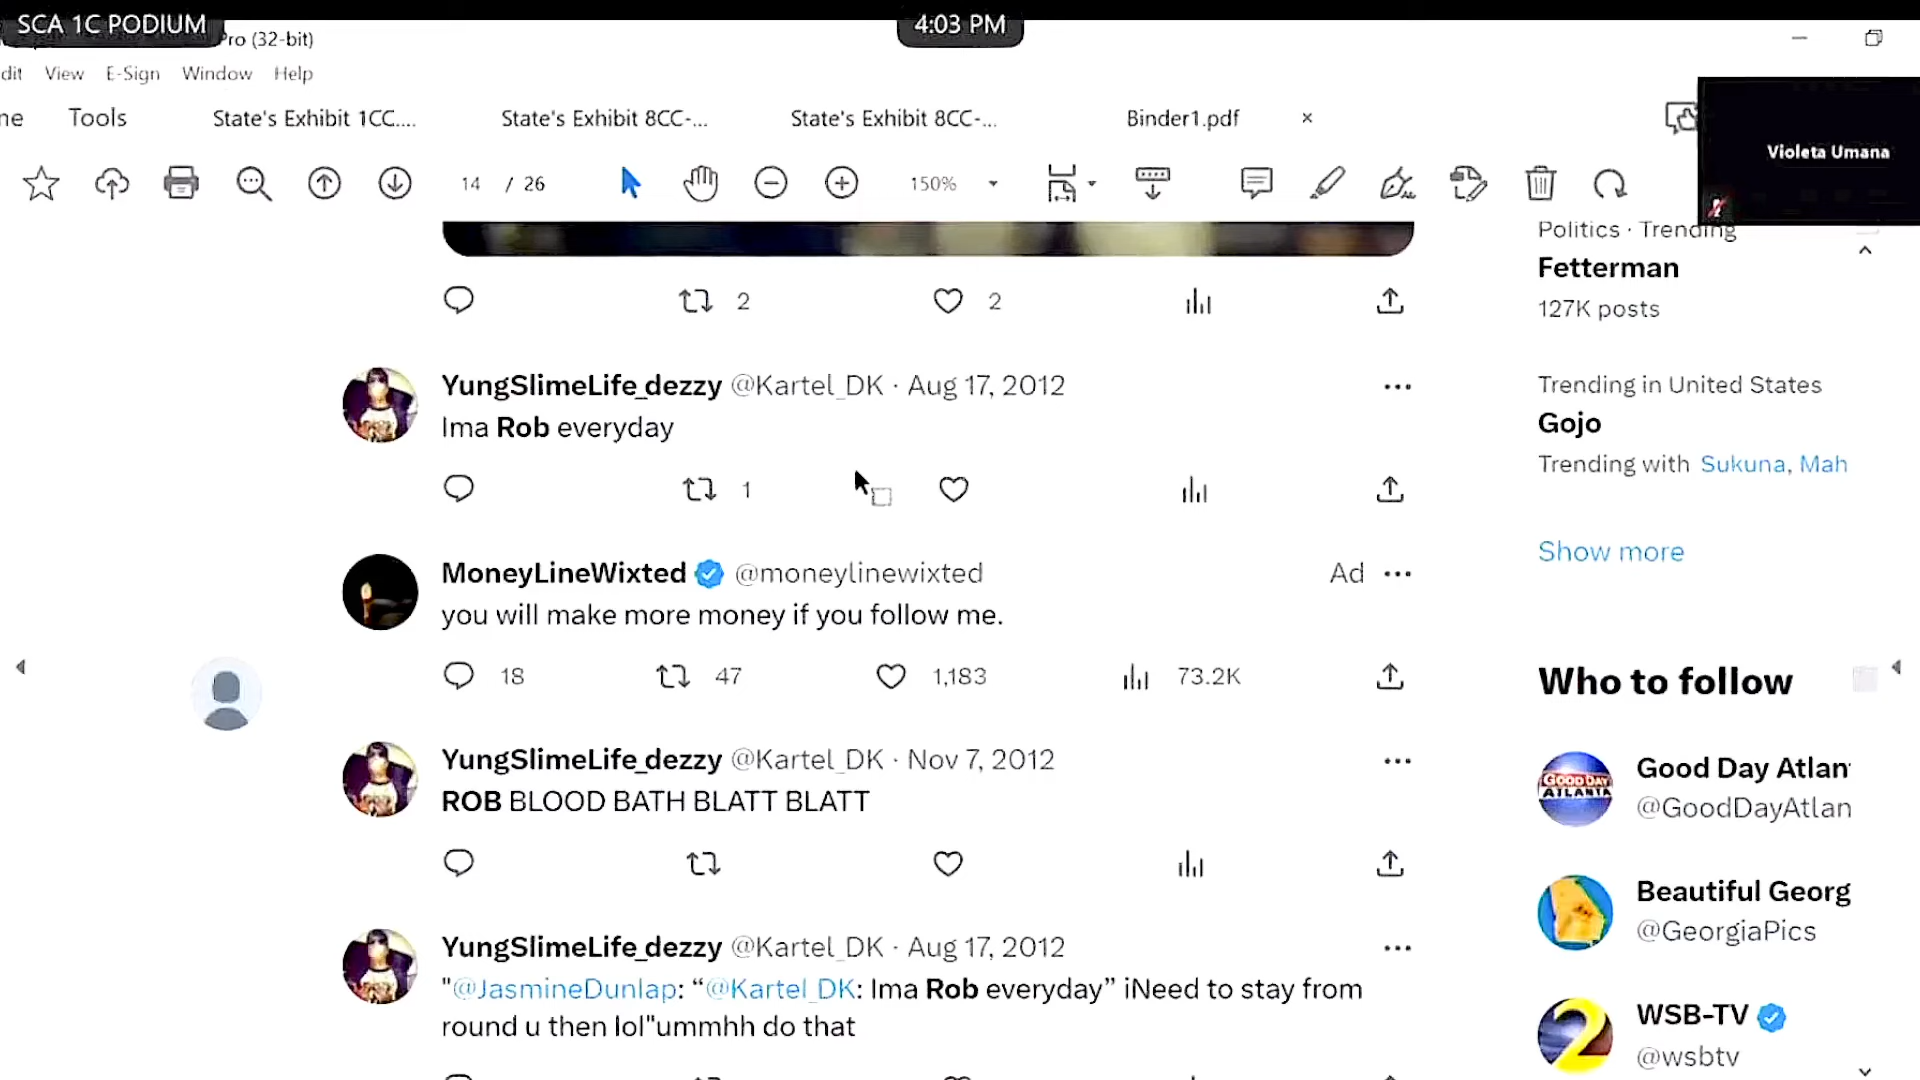 SCA 1C PODIUM
4:03 PM
Pro (32-bit)
dit View E-Sign Window Help
ne Tools State's Exhibit 1CC.... State's Exhibit 8CC-... State's Exhibit 8CC-... Binder1.pdf ×
Violeta Umana
14 / 26 150%
Politics · Trending
Fetterman
127K posts
2 2
YungSlimeLife_dezzy @Kartel_DK · Aug 17, 2012
Ima Rob everyday
1
Trending in United States
Gojo
Trending with Sukuna, Mah
Show more
MoneyLineWixted @moneylinewixted Ad
you will make more money if you follow me.
18 47 1,183 73.2K
Who to follow
YungSlimeLife_dezzy @Kartel_DK · Nov 7, 2012
ROB BLOOD BATH BLATT BLATT
GOOD DAY
ATLANTA
Good Day Atlan
@GoodDayAtlan
Beautiful Georg
@GeorgiaPics
YungSlimeLife_dezzy @Kartel_DK · Aug 17, 2012
"@JasmineDunlap: “@Kartel_DK: Ima Rob everyday” iNeed to stay from
round u then lol"ummhh do that
2
WSB-TV
@wsbtv